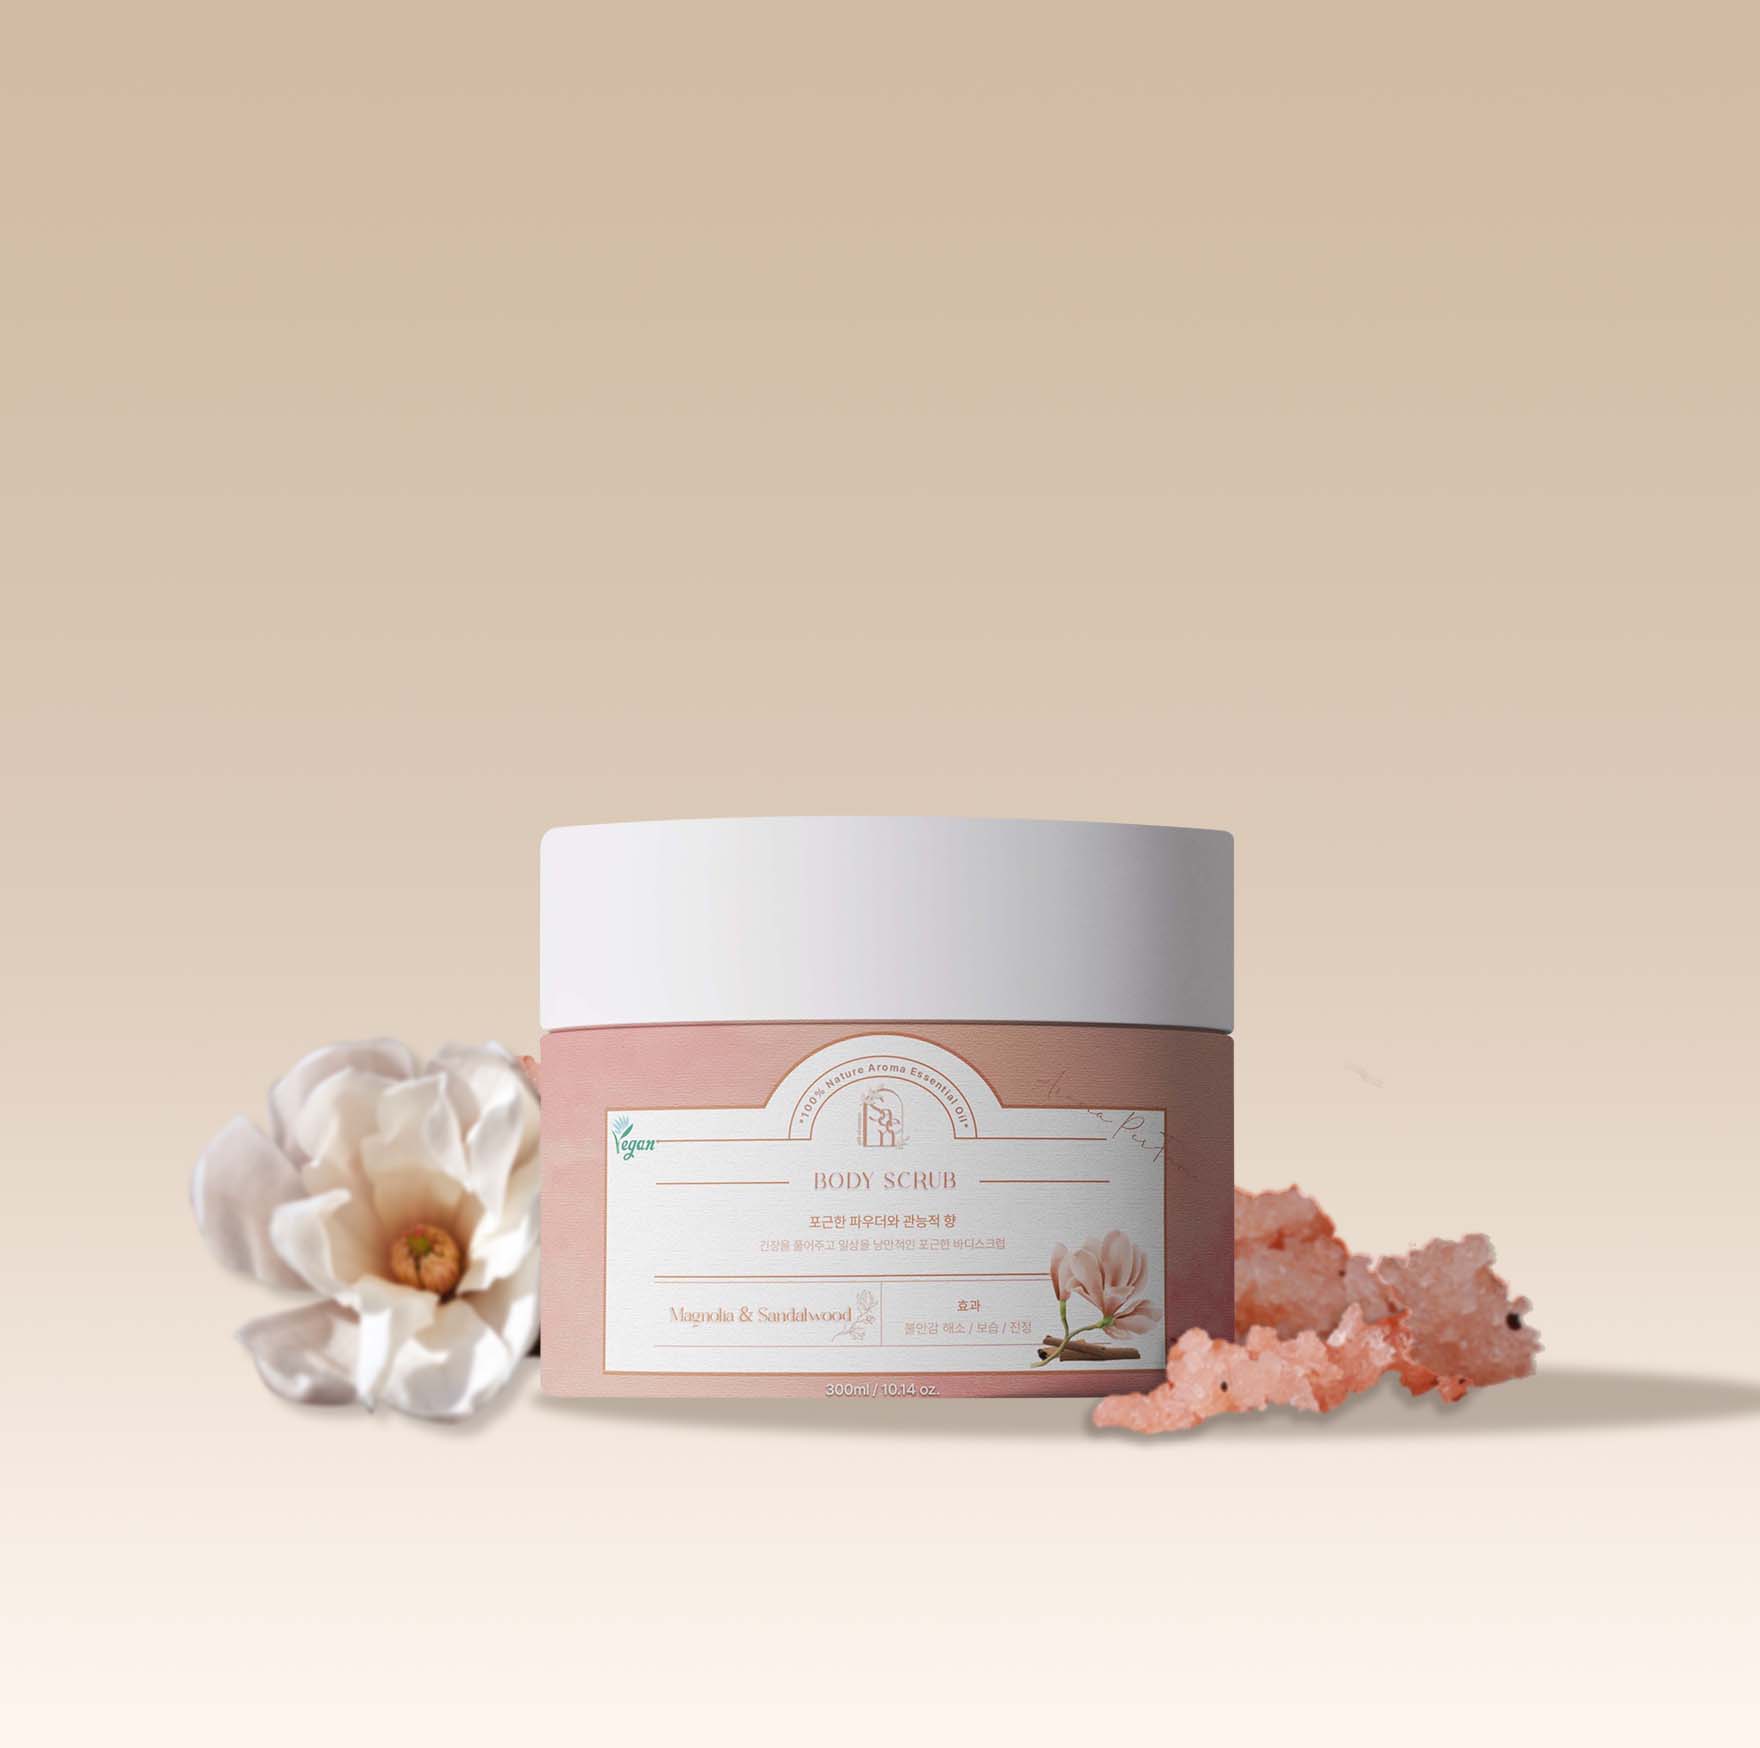 *100% Nature Aroma Essential Oil*
Vegan
BODY SCRUB
포근한 파우더와 관능적 향
긴장을 풀어주고 일상을 낭만적인 포근한 바디스크럽
Magnolia & Sandalwood
효과
불안감 해소 / 보습 / 진정
300ml / 10.14 oz.